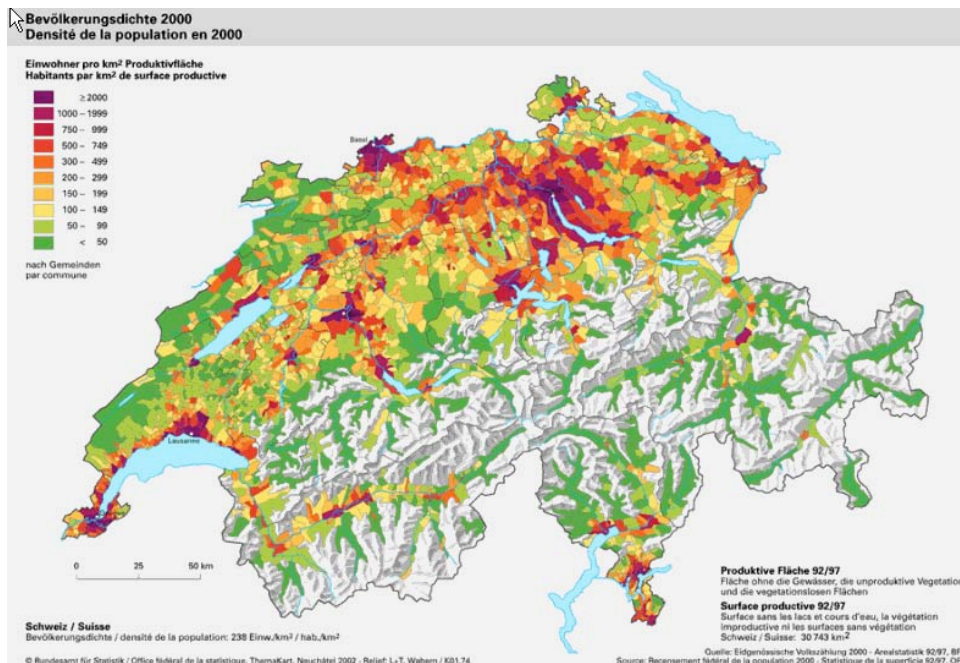 Bevölkerungsdichte 2000
Densité de la population en 2000
Einwohner pro km² Produktivfläche
Habitants par km² de surface productive
≥ 2000
1000 – 1999
750 – 999
500 – 749
300 – 499
200 – 299
150 – 199
100 – 149
50 – 99
< 50
nach Gemeinden
par commune
Basel
Lausanne
0 25 50 km
Produktive Fläche 92/97
Fläche ohne die Gewässer, die unproduktive Vegetation
und die vegetationslosen Flächen
Surface productive 92/97
Surface sans les lacs et cours d'eau, la végétation
improductive ni les surfaces sans végétation
Schweiz / Suisse: 30 743 km²
Schweiz / Suisse
Bevölkerungsdichte / densité de la population: 238 Einw./km² / hab./km²
Quelle: Eidgenössische Volkszählung 2000 - Arealstatistik 92/97, BF
Source: Recensement fédéral de la population 2000 - Statistique de la superficie 92/97, OF
© Bundesamt für Statistik / Office fédéral de la statistique, ThemaKart, Neuchâtel 2002 - Relief: L+T, Wabern / K01.74